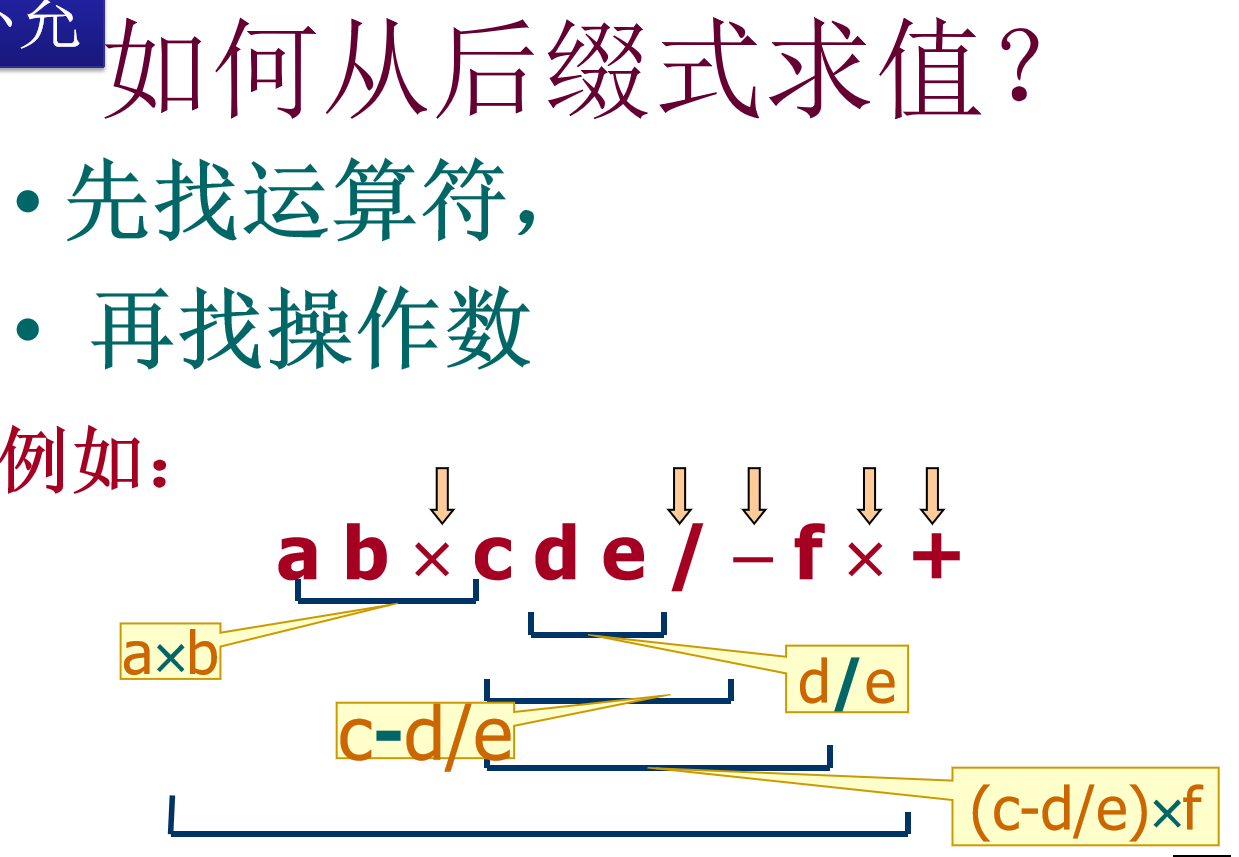 充
如何从后缀式求值？
• 先找运算符，
• 再找操作数
例如：
a b × c d e / – f × +
a×b
d/e
c-d/e
(c-d/e)×f